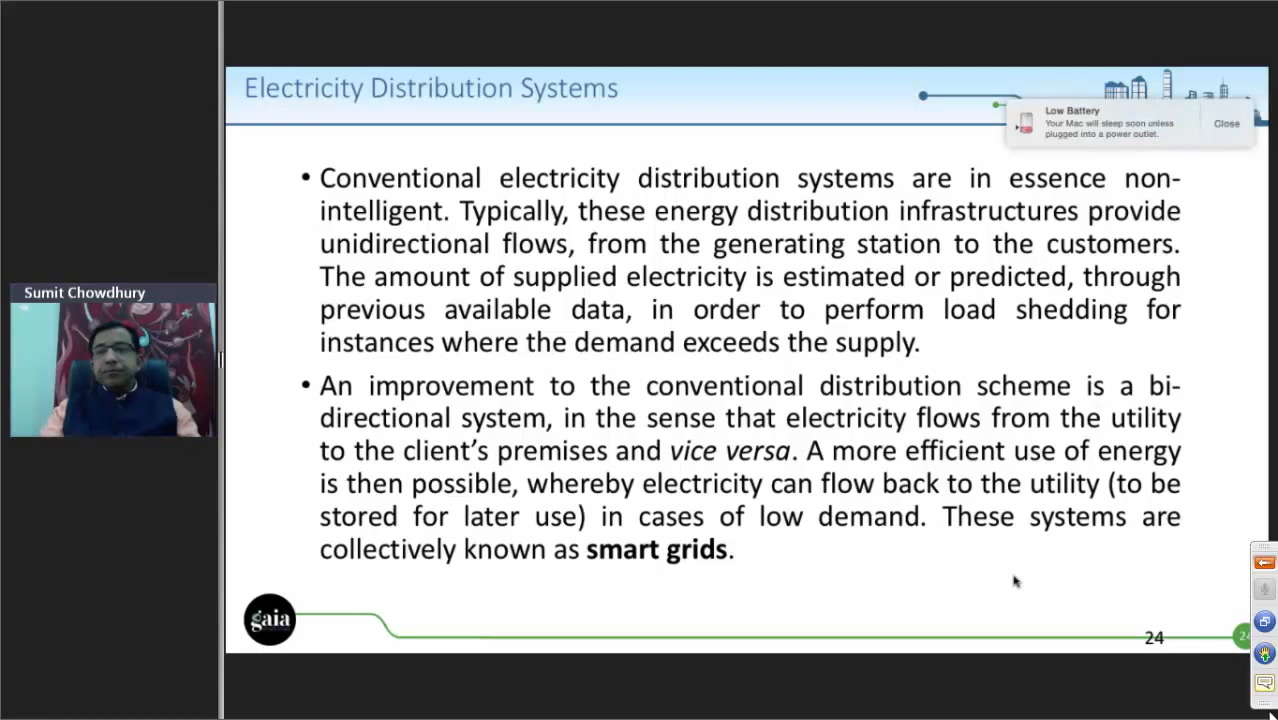 Electricity Distribution Systems
Low Battery
Your Mac will sleep soon unless
plugged into a power outlet.
Close
• Conventional electricity distribution systems are in essence non-
intelligent. Typically, these energy distribution infrastructures provide
unidirectional flows, from the generating station to the customers.
The amount of supplied electricity is estimated or predicted, through
previous available data, in order to perform load shedding for
instances where the demand exceeds the supply.
• An improvement to the conventional distribution scheme is a bi-
directional system, in the sense that electricity flows from the utility
to the client's premises and vice versa. A more efficient use of energy
is then possible, whereby electricity can flow back to the utility (to be
stored for later use) in cases of low demand. These systems are
collectively known as smart grids.
Sumit Chowdhury
gaia
24
24